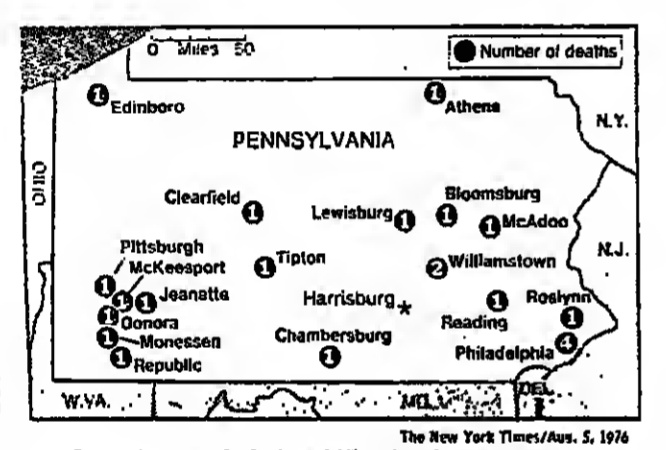 0 Miles 50
Number of deaths
1 Edinboro
1 Athens
N.Y.
PENNSYLVANIA
OHIO
Clearfield 1
Lewisburg 1
Bloomsburg 1
1 McAdoo
N.J.
Pittsburgh 1
McKeesport 1
1 Jeanatte
1 Tipton
2 Williamstown
Harrisburg *
Reading 1
Roslynn 1
1 Donora
1 Monessen
1 Republic
Chambersburg 1
Philadelphia 4
W.VA.
MD.
DEL.
The New York Times/Aug. 5, 1976